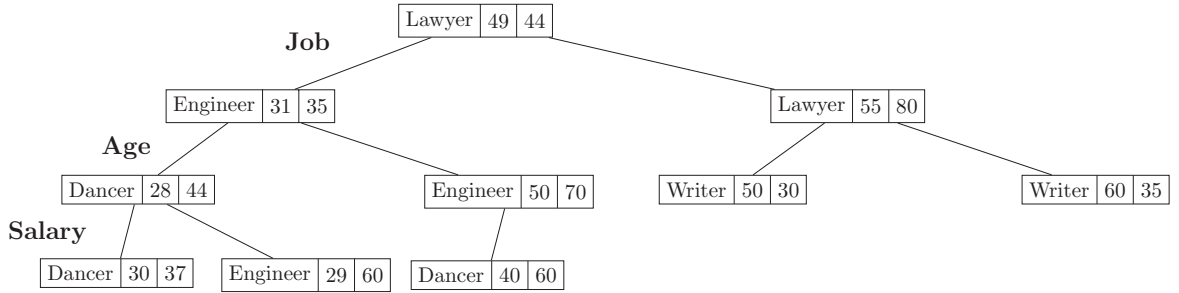 Lawyer 49 44
Job
Engineer 31 35
Lawyer 55 80
Age
Dancer 28 44
Engineer 50 70
Writer 50 30
Writer 60 35
Salary
Dancer 30 37
Engineer 29 60
Dancer 40 60